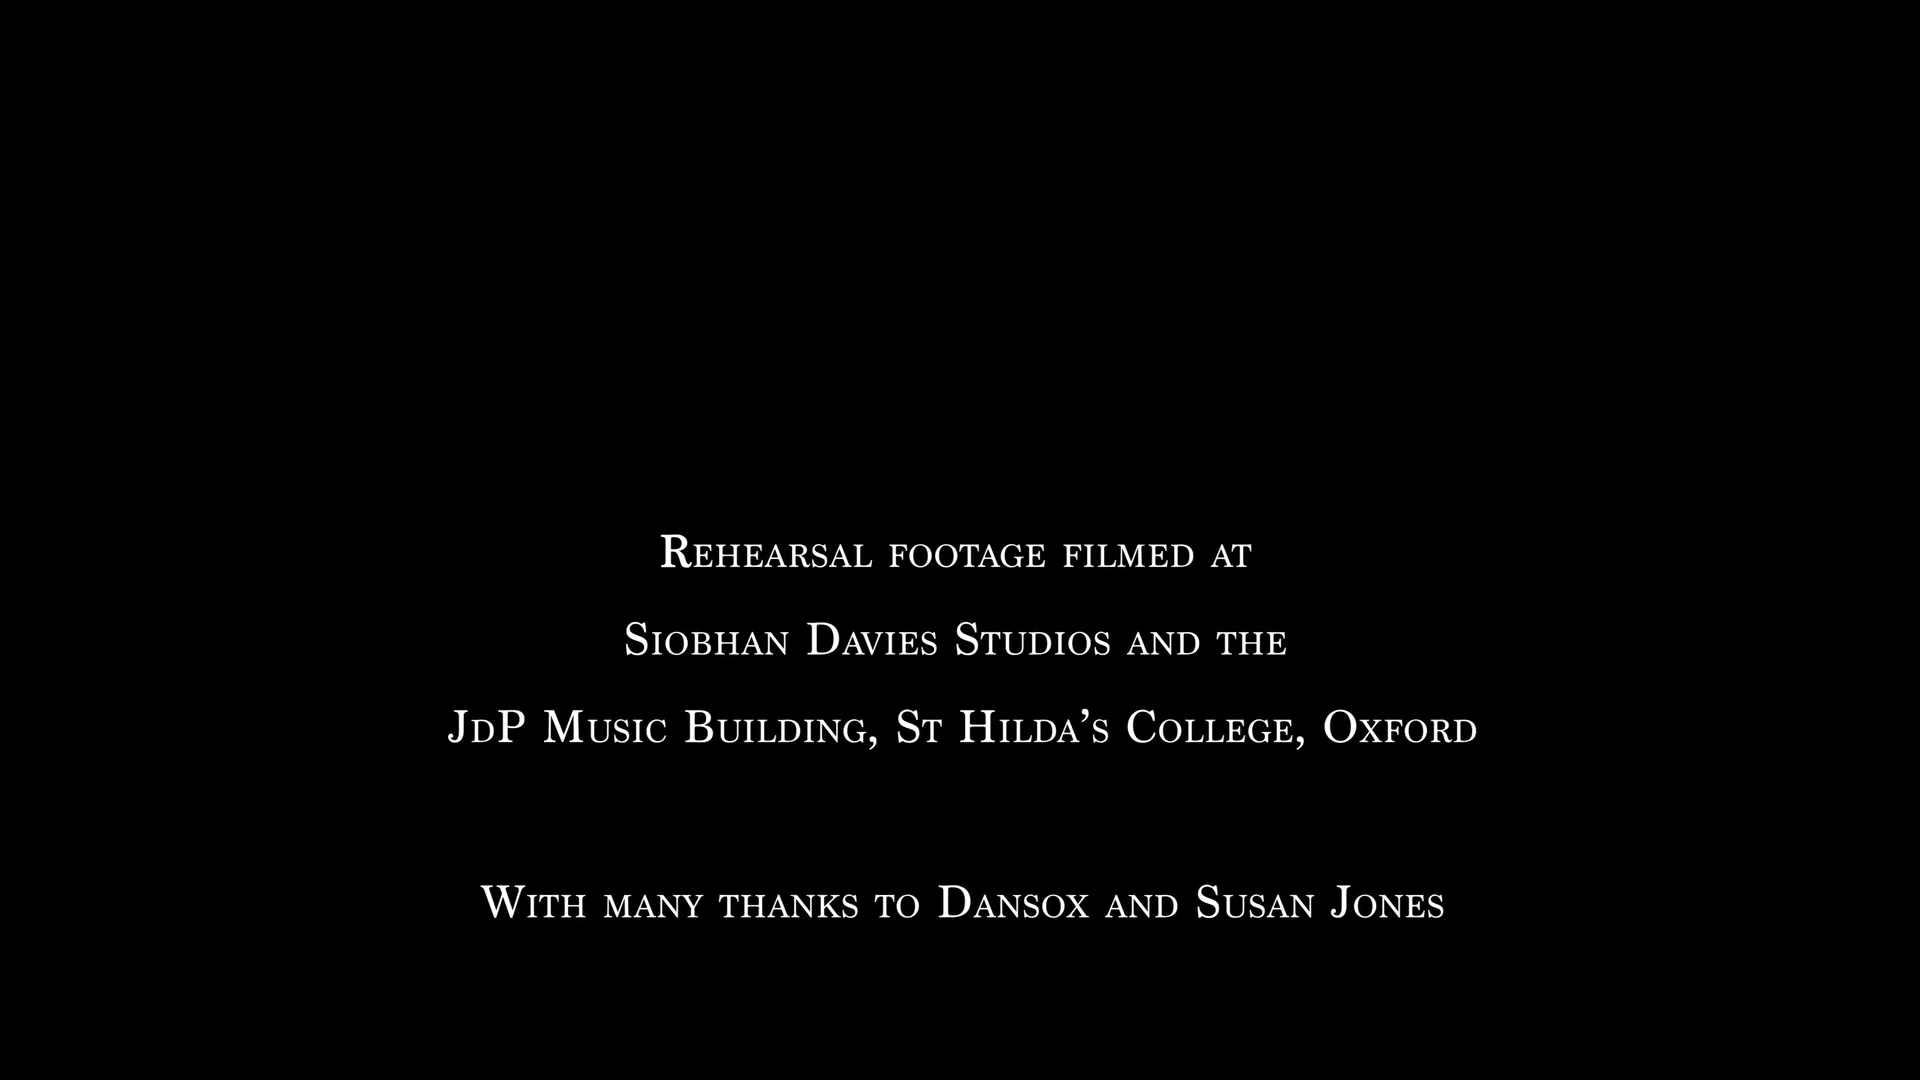 Rehearsal footage filmed at
Siobhan Davies Studios and the
JdP Music Building, St Hilda’s College, Oxford
With many thanks to Dansox and Susan Jones